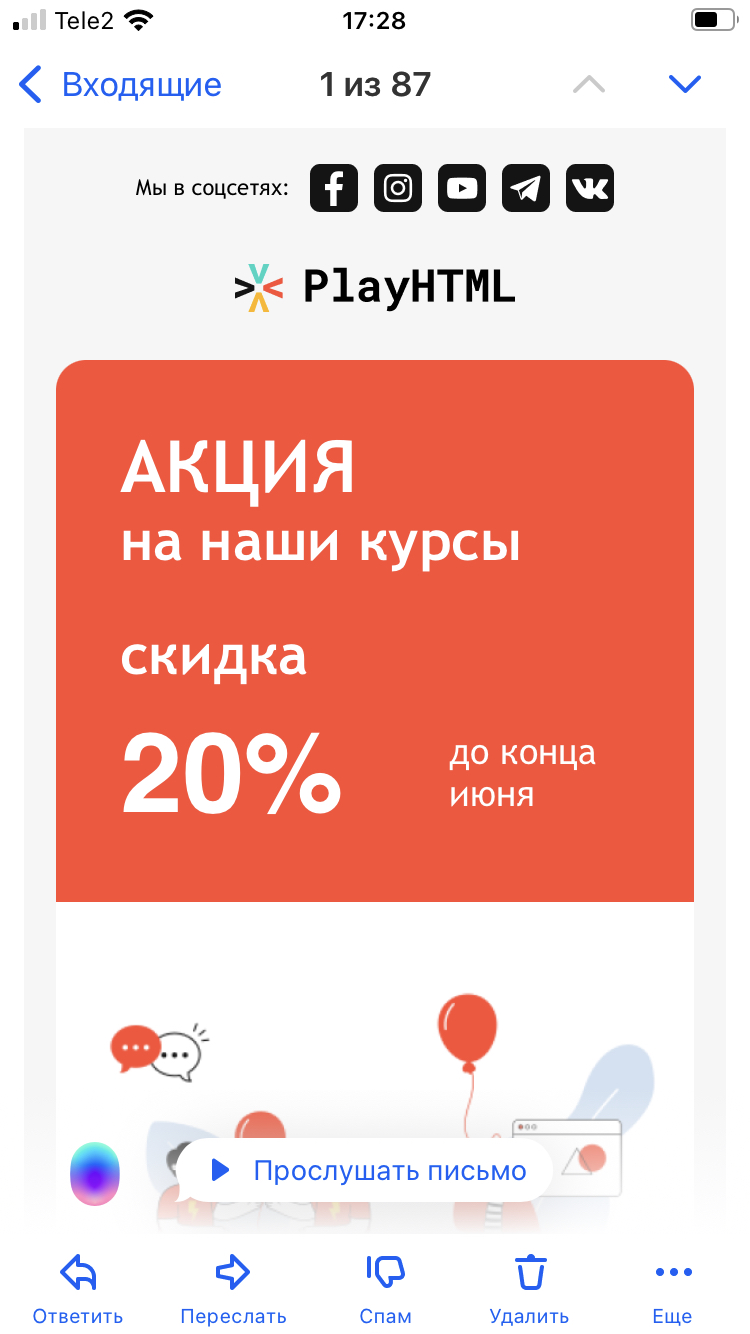 Tele2 17:28
Входящие 1 из 87
Мы в соцсетях:
PlayHTML
АКЦИЯ
на наши курсы
скидка
20% до конца
июня
Прослушать письмо
Ответить Переслать Спам Удалить Еще